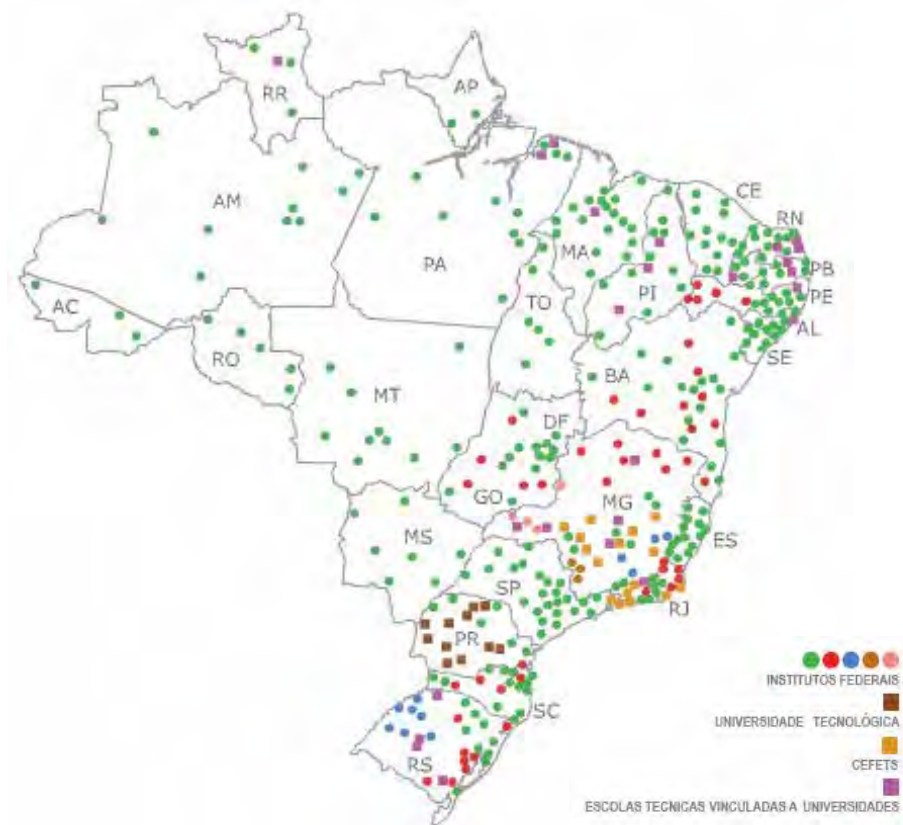 RR
AP
AM
PA
MA
CE
RN
PB
PE
AL
SE
PI
TO
AC
RO
MT
BA
DF
GO
MG
ES
MS
SP
RJ
PR
SC
RS
INSTITUTOS FEDERAIS
UNIVERSIDADE TECNOLÓGICA
CEFETS
ESCOLAS TECNICAS VINCULADAS A UNIVERSIDADES